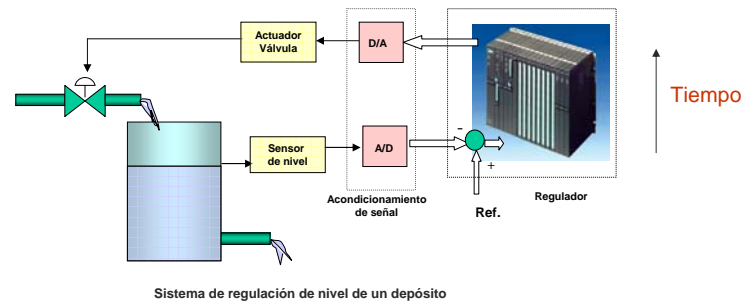 Actuador
Válvula
D/A
Tiempo
Sensor
de nivel
A/D
-
+
Acondicionamiento
de señal
Ref.
Regulador
Sistema de regulación de nivel de un depósito